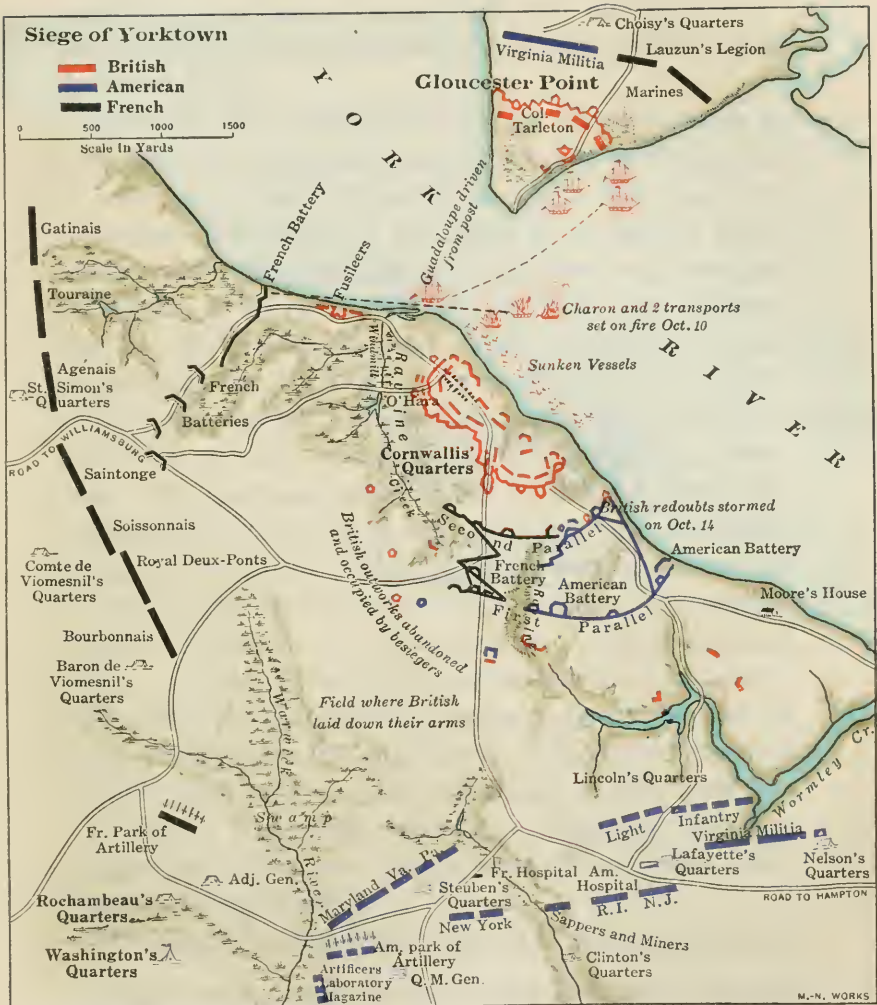 Siege of Yorktown
British
American
French
0 500 1000 1500
Scale in Yards
YORK RIVER
Choisy's Quarters
Virginia Militia
Lauzun's Legion
Marines
Gloucester Point
Col.
Tarleton
Guadaloupe driven
from post
French Battery
Fusileers
Charon and 2 transports
set on fire Oct. 10
Sunken Vessels
Gatinais
Touraine
Agénais
St. Simon's
Quarters
French
Batteries
Windmill
Ravine
Creek
O'Hara
ROAD TO WILLIAMSBURG
Cornwallis'
Quarters
Saintonge
Soissonnais
Royal Deux-Ponts
Comte de
Viomesnil's
Quarters
Bourbonnais
Baron de
Viomesnil's
Quarters
British outworks abandoned
and occupied by besiegers
Second Parallel
British redoubts stormed
on Oct. 14
French
Battery
American
Battery
American Battery
Ravine
First Parallel
Moore's House
Field where British
laid down their arms
Warwick
Swamp
River
Lincoln's Quarters
Wormley Cr.
Light Infantry
Virginia Militia
Lafayette's
Quarters
Nelson's
Quarters
Fr. Park of
Artillery
Adj. Gen.
Maryland Va. Pa.
Fr. Hospital
Am.
Hospital
Steuben's
Quarters
New York
R.I. N.J.
ROAD TO HAMPTON
Sappers and Miners
Clinton's
Quarters
Rochambeau's
Quarters
Washington's
Quarters
Am. park of
Artillery
Q. M. Gen.
Artificers
Laboratory
Magazine
M.-N. WORKS